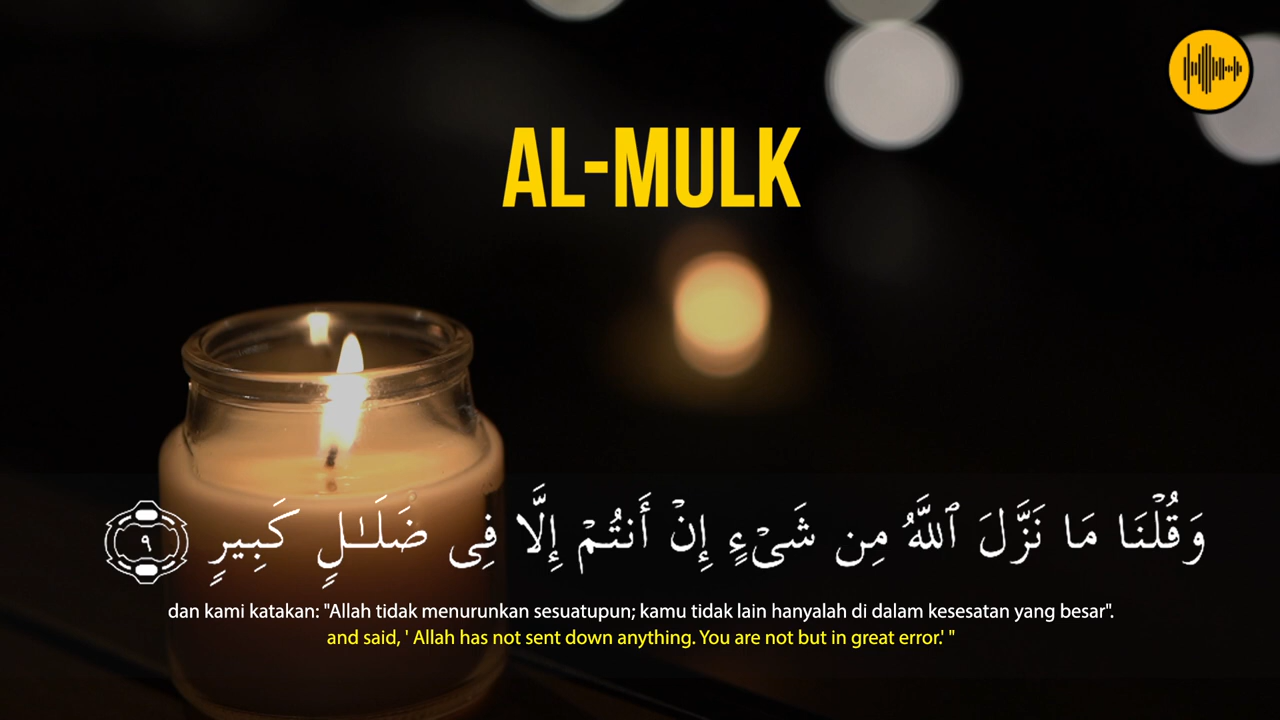 AL-MULK
وَقُلْنَا مَا نَزَّلَ ٱللَّهُ مِن شَىْءٍ إِنْ أَنتُمْ إِلَّا فِى ضَلَـٰلٍ كَبِيرٍ ٩
dan kami katakan: "Allah tidak menurunkan sesuatupun; kamu tidak lain hanyalah di dalam kesesatan yang besar".
and said, ' Allah has not sent down anything. You are not but in great error.' "